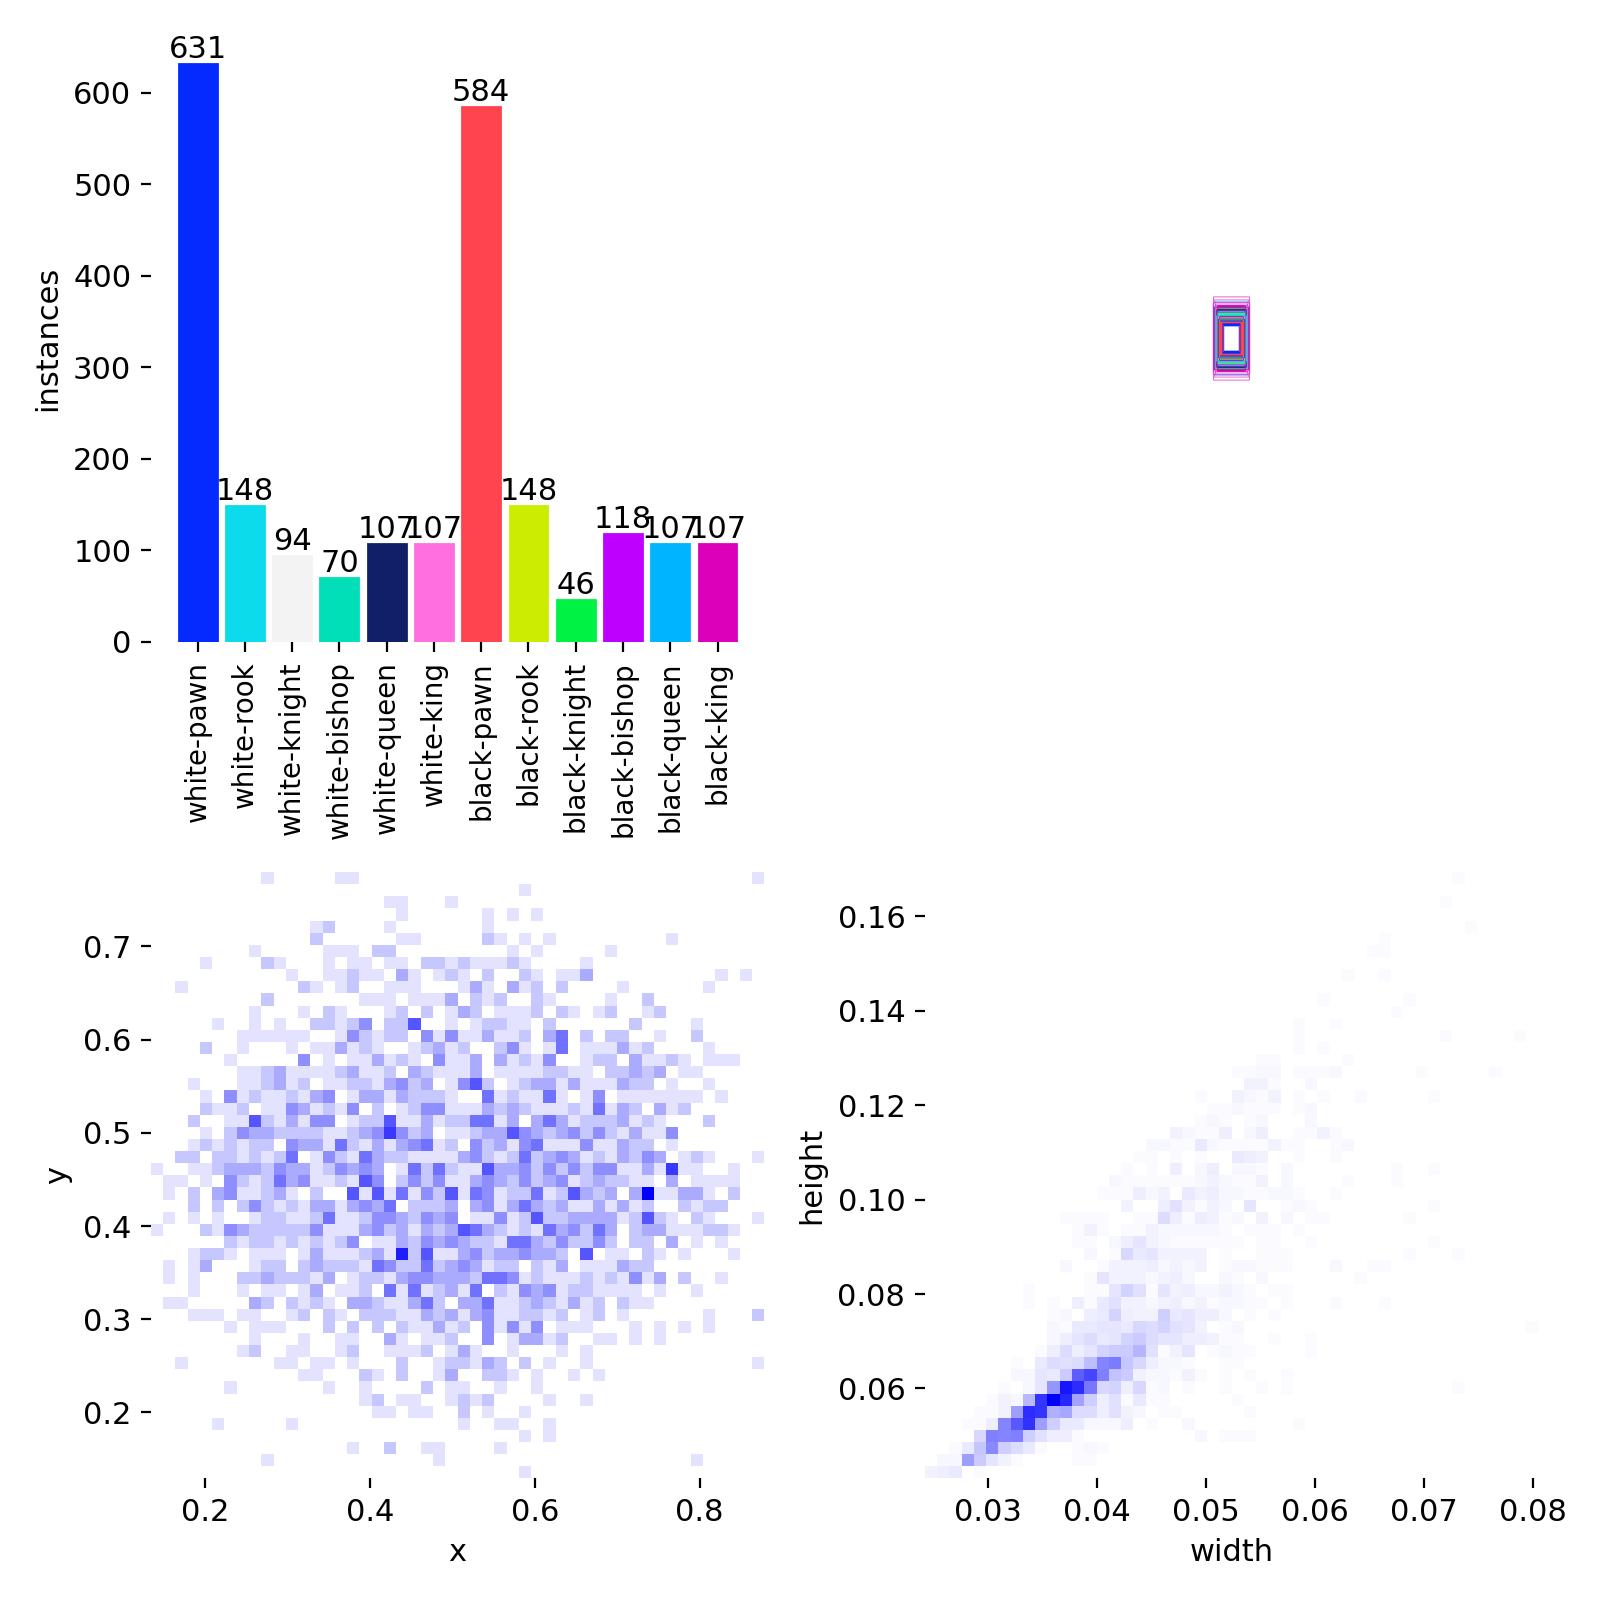 631
584
148
94
70
107
107
148
46
118
107
107
600
500
400
300
200
100
0
instances
white-pawn
white-rook
white-knight
white-bishop
white-queen
white-king
black-pawn
black-rook
black-knight
black-bishop
black-queen
black-king
0.7
0.6
0.5
0.4
0.3
0.2
y
0.2 0.4 0.6 0.8
x
0.16
0.14
0.12
0.10
0.08
0.06
height
0.03 0.04 0.05 0.06 0.07 0.08
width